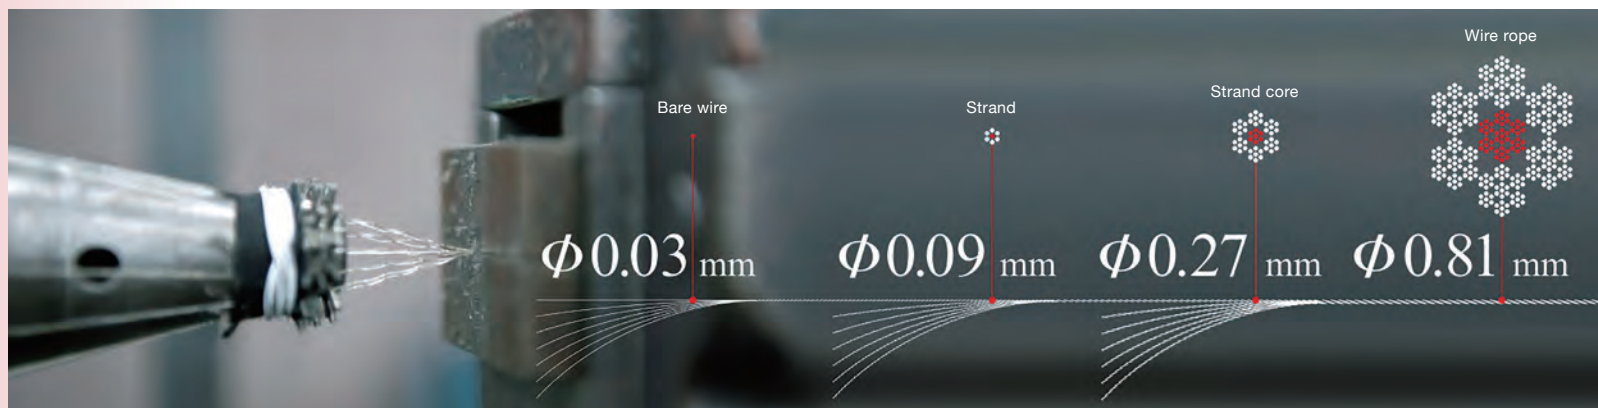 Bare wire
Strand
Strand core
Wire rope
ϕ0.03 mm
ϕ0.09 mm
ϕ0.27 mm
ϕ0.81 mm